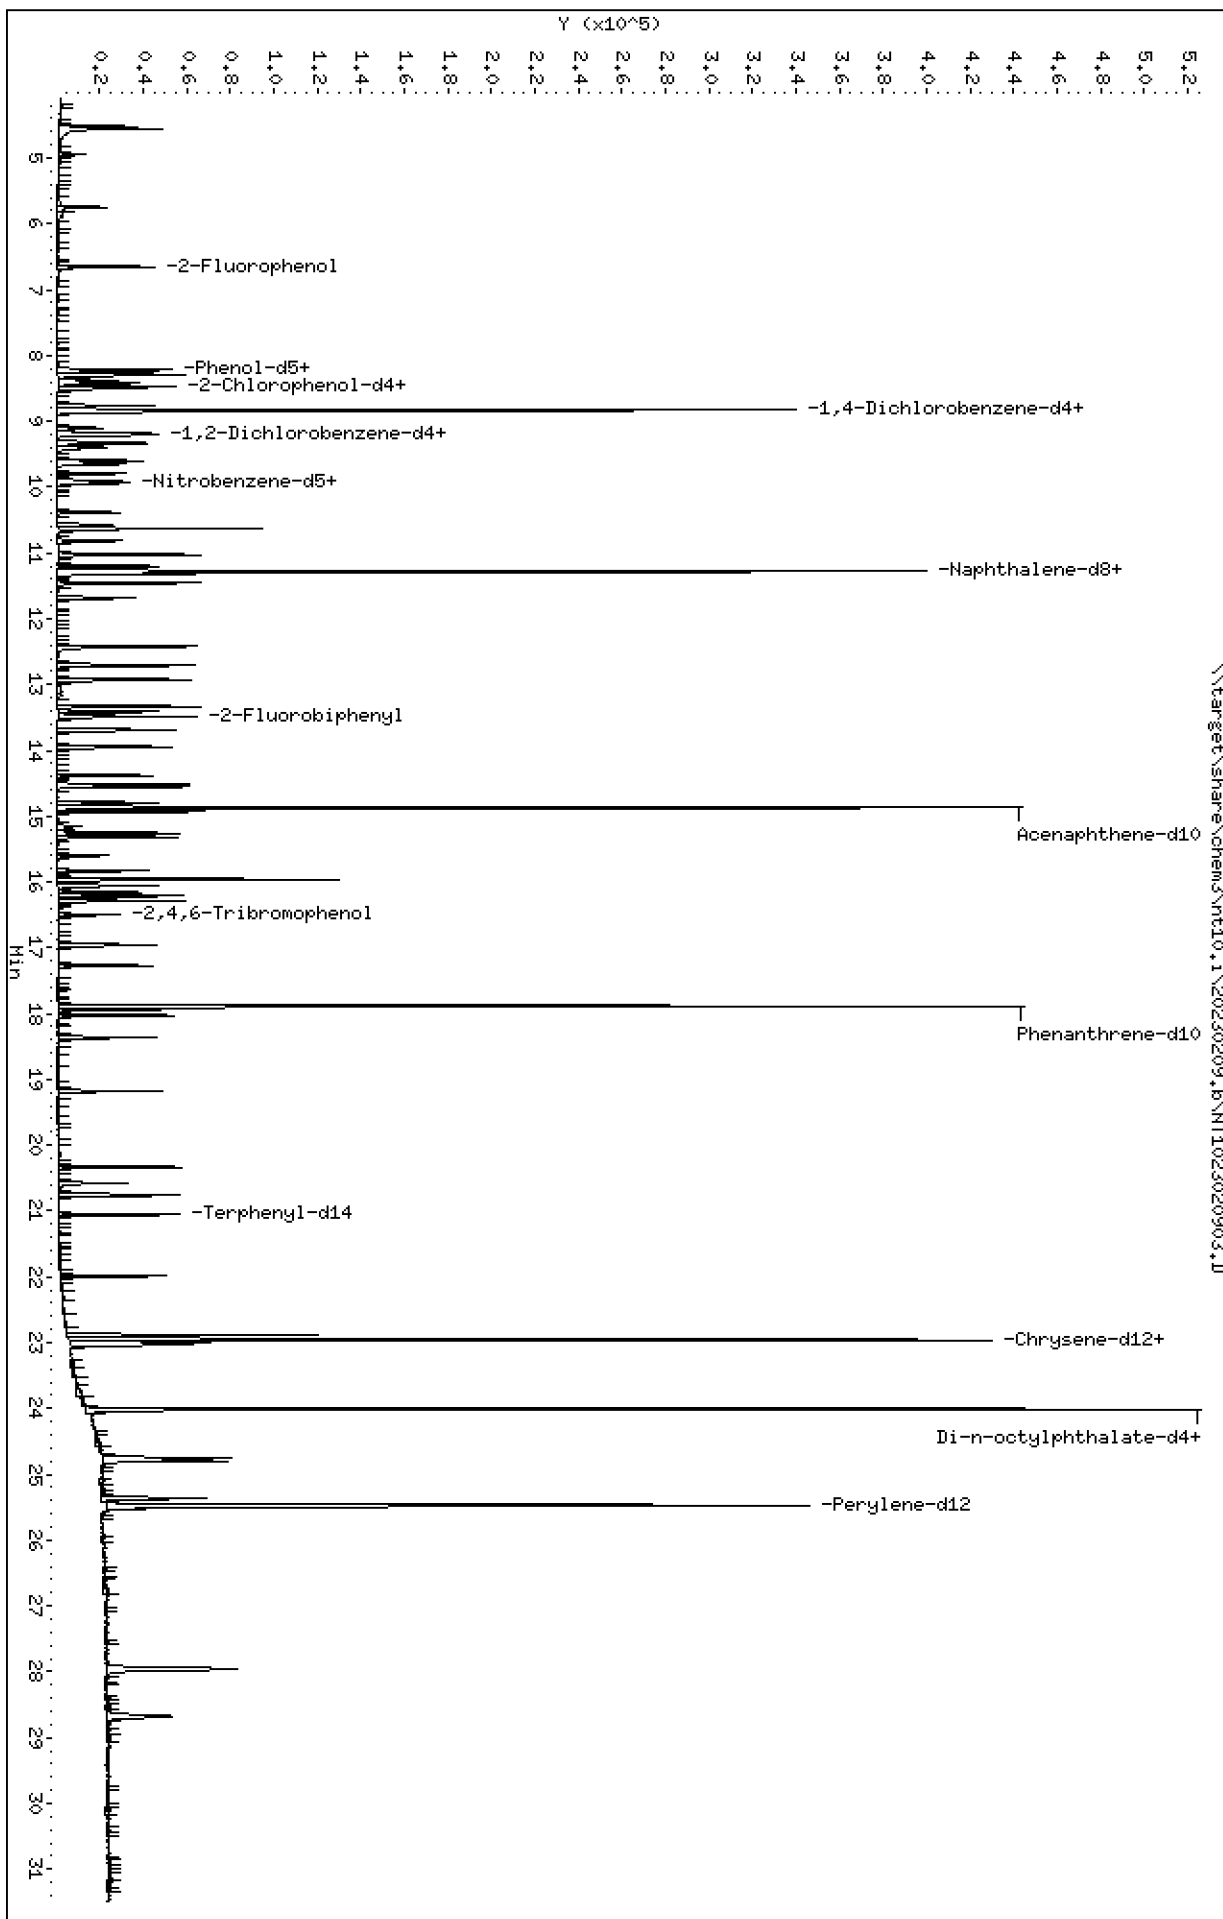 \\target\share\chem3\nt10.i\20230209.b\NT1023020903.D
Y (x10^5)
0.2
0.4
0.6
0.8
1.0
1.2
1.4
1.6
1.8
2.0
2.2
2.4
2.6
2.8
3.0
3.2
3.4
3.6
3.8
4.0
4.2
4.4
4.6
4.8
5.0
5.2
-2-Fluorophenol
-Phenol-d5+
-2-Chlorophenol-d4+
-1,4-Dichlorobenzene-d4+
-1,2-Dichlorobenzene-d4+
-Nitrobenzene-d5+
-Naphthalene-d8+
-2-Fluorobiphenyl
Acenaphthene-d10
-2,4,6-Tribromophenol
Phenanthrene-d10
-Terphenyl-d14
-Chrysene-d12+
Di-n-octylphthalate-d4+
-Perylene-d12
5
6
7
8
9
10
11
12
13
14
15
16
17
18
19
20
21
22
23
24
25
26
27
28
29
30
31
Min